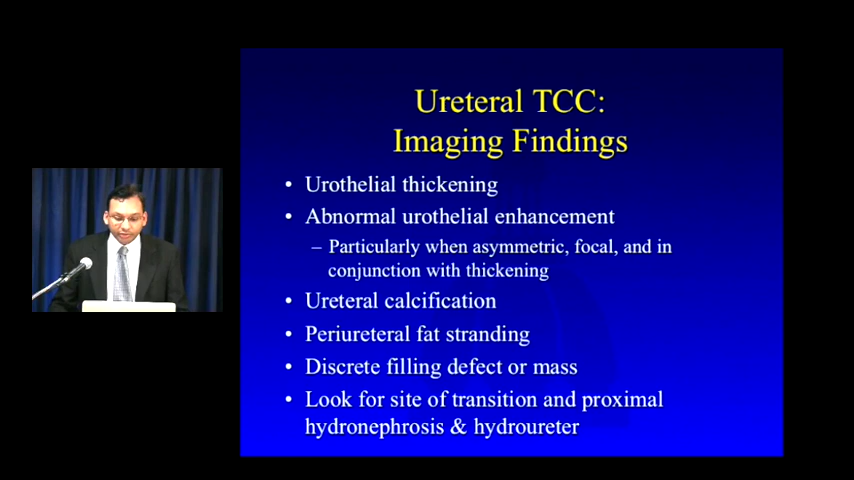 Ureteral TCC:
Imaging Findings
• Urothelial thickening
• Abnormal urothelial enhancement
– Particularly when asymmetric, focal, and in
conjunction with thickening
• Ureteral calcification
• Periureteral fat stranding
• Discrete filling defect or mass
• Look for site of transition and proximal
hydronephrosis & hydroureter